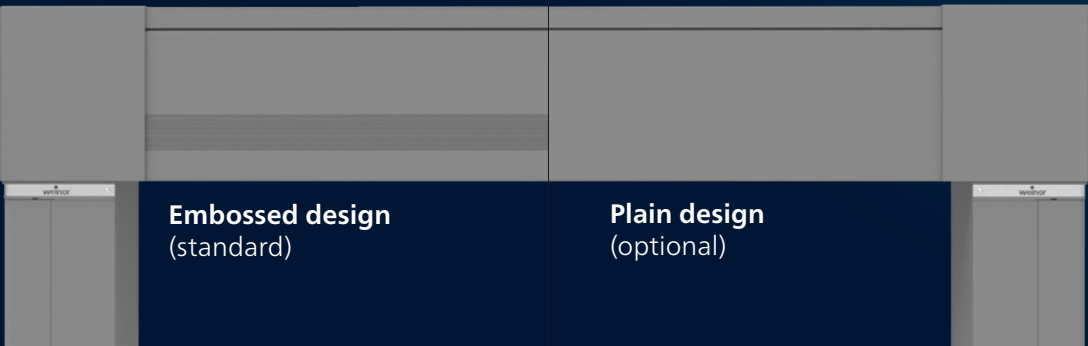 weinor
weinor
Embossed design
(standard)
Plain design
(optional)